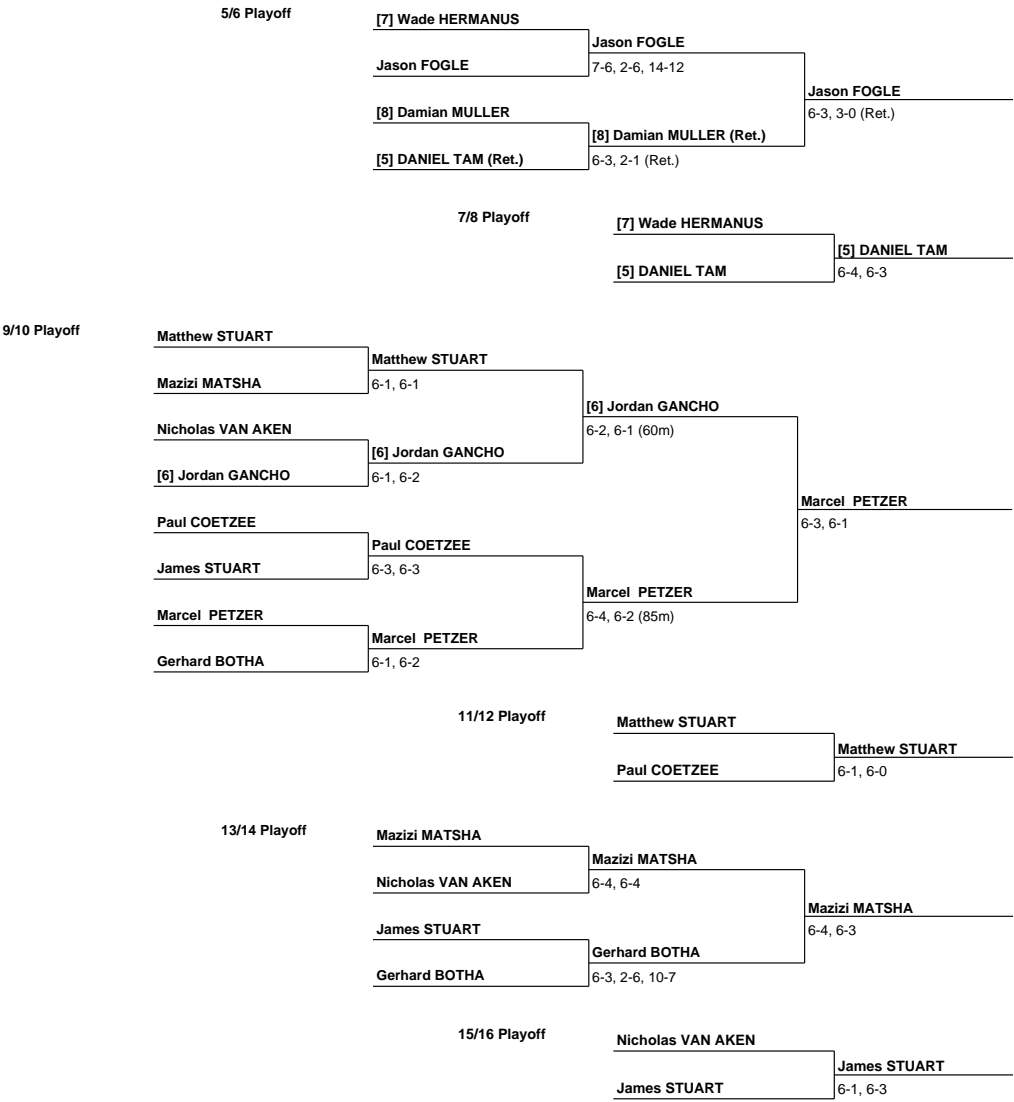 5/6 Playoff
[7] Wade HERMANUS
Jason FOGLE
Jason FOGLE
7-6, 2-6, 14-12
Jason FOGLE
6-3, 3-0 (Ret.)
[8] Damian MULLER
[8] Damian MULLER (Ret.)
[5] DANIEL TAM (Ret.)
6-3, 2-1 (Ret.)
7/8 Playoff
[7] Wade HERMANUS
[5] DANIEL TAM
[5] DANIEL TAM
6-4, 6-3
9/10 Playoff
Matthew STUART
Matthew STUART
Mazizi MATSHA
6-1, 6-1
[6] Jordan GANCHO
6-2, 6-1 (60m)
Nicholas VAN AKEN
[6] Jordan GANCHO
[6] Jordan GANCHO
6-1, 6-2
Marcel PETZER
6-3, 6-1
Paul COETZEE
Paul COETZEE
James STUART
6-3, 6-3
Marcel PETZER
6-4, 6-2 (85m)
Marcel PETZER
Marcel PETZER
Gerhard BOTHA
6-1, 6-2
11/12 Playoff
Matthew STUART
Matthew STUART
Paul COETZEE
6-1, 6-0
13/14 Playoff
Mazizi MATSHA
Mazizi MATSHA
Nicholas VAN AKEN
6-4, 6-4
Mazizi MATSHA
6-4, 6-3
James STUART
Gerhard BOTHA
Gerhard BOTHA
6-3, 2-6, 10-7
15/16 Playoff
Nicholas VAN AKEN
James STUART
James STUART
6-1, 6-3